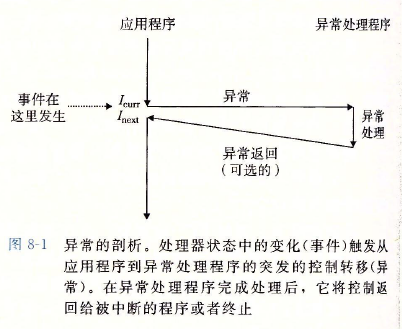 应用程序
异常处理程序
事件在
这里发生
Icurr
Inext
异常
异常
处理
异常返回
(可选的)
图 8-1 异常的剖析。处理器状态中的变化(事件)触发从
应用程序到异常处理程序的突发的控制转移(异
常)。在异常处理程序完成处理后，它将控制返
回给被中断的程序或者终止